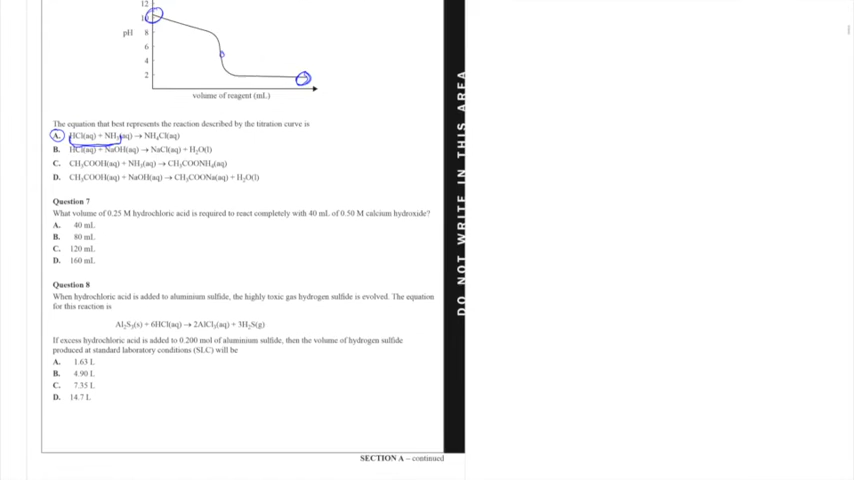 12
10
pH 8
6
4
2
volume of reagent (mL)
The equation that best represents the reaction described by the titration curve is
A. HCl(aq) + NH₃(aq) → NH₄Cl(aq)
B. HCl(aq) + NaOH(aq) → NaCl(aq) + H₂O(l)
C. CH₃COOH(aq) + NH₃(aq) → CH₃COONH₄(aq)
D. CH₃COOH(aq) + NaOH(aq) → CH₃COONa(aq) + H₂O(l)
Question 7
What volume of 0.25 M hydrochloric acid is required to react completely with 40 mL of 0.50 M calcium hydroxide?
A. 40 mL
B. 80 mL
C. 120 mL
D. 160 mL
Question 8
When hydrochloric acid is added to aluminium sulfide, the highly toxic gas hydrogen sulfide is evolved. The equation
for this reaction is
Al₂S₃(s) + 6HCl(aq) → 2AlCl₃(aq) + 3H₂S(g)
If excess hydrochloric acid is added to 0.200 mol of aluminium sulfide, then the volume of hydrogen sulfide
produced at standard laboratory conditions (SLC) will be
A. 1.63 L
B. 4.90 L
C. 7.35 L
D. 14.7 L
SECTION A – continued
DO NOT WRITE IN THIS AREA